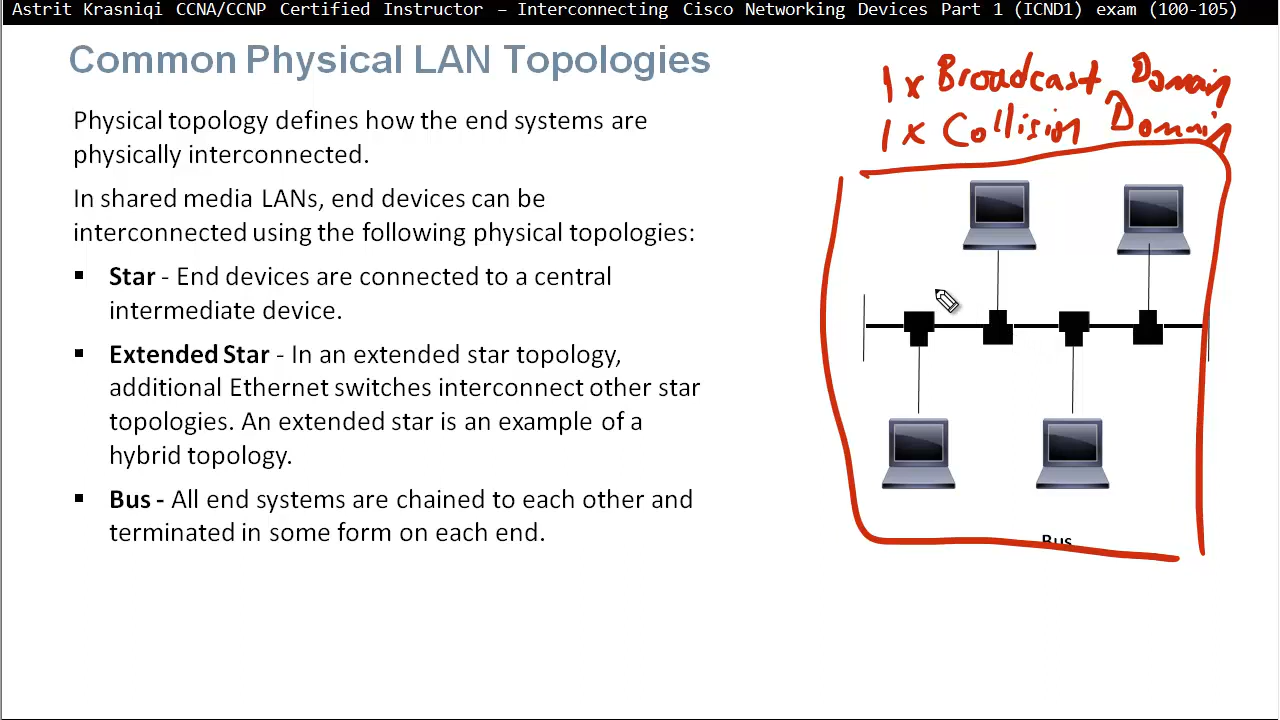 Astrit Krasniqi CCNA/CCNP Certified Instructor – Interconnecting Cisco Networking Devices Part 1 (ICND1) exam (100-105)
Common Physical LAN Topologies
Physical topology defines how the end systems are
physically interconnected.
In shared media LANs, end devices can be
interconnected using the following physical topologies:
▪ Star - End devices are connected to a central
intermediate device.
▪ Extended Star - In an extended star topology,
additional Ethernet switches interconnect other star
topologies. An extended star is an example of a
hybrid topology.
▪ Bus - All end systems are chained to each other and
terminated in some form on each end.
1x Broadcast Domain
1x Collision Domain
Bus